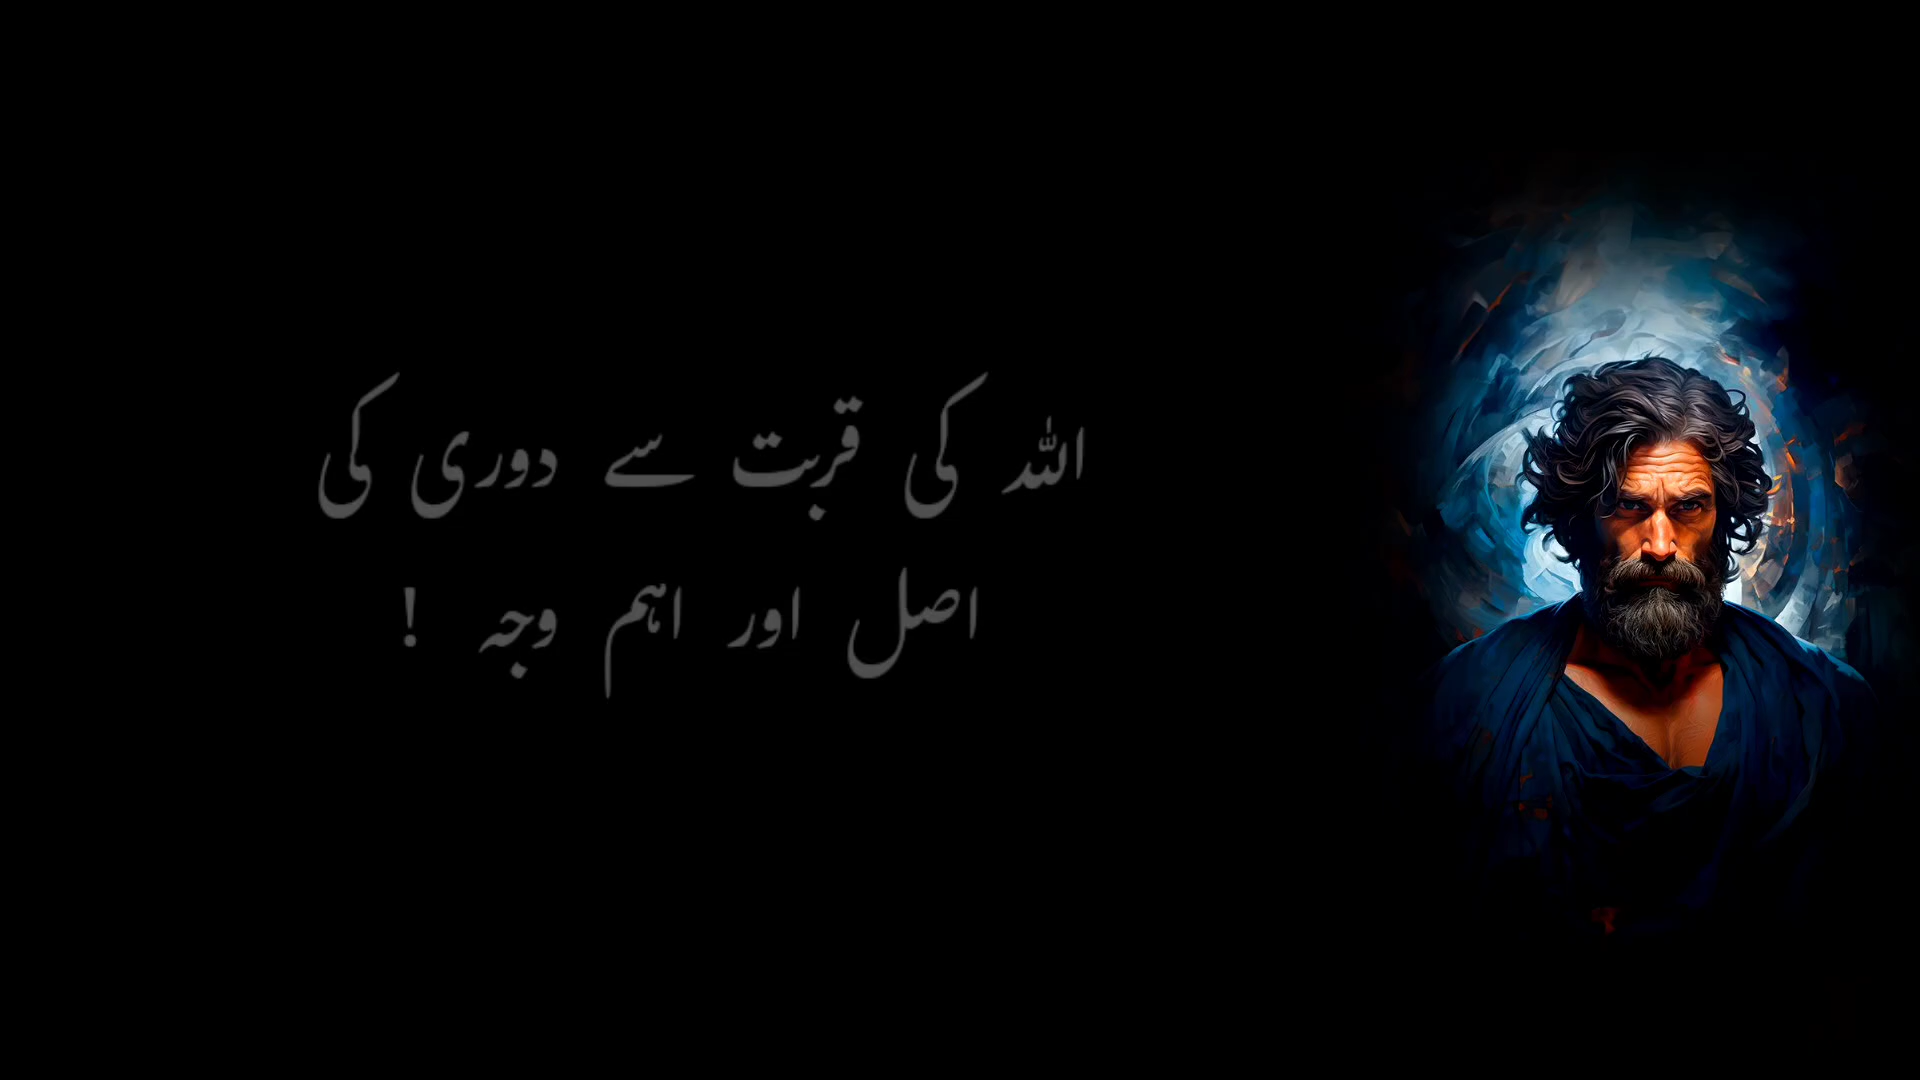 اللہ کی قربت سے دوری کی
اصل اور اہم وجہ !